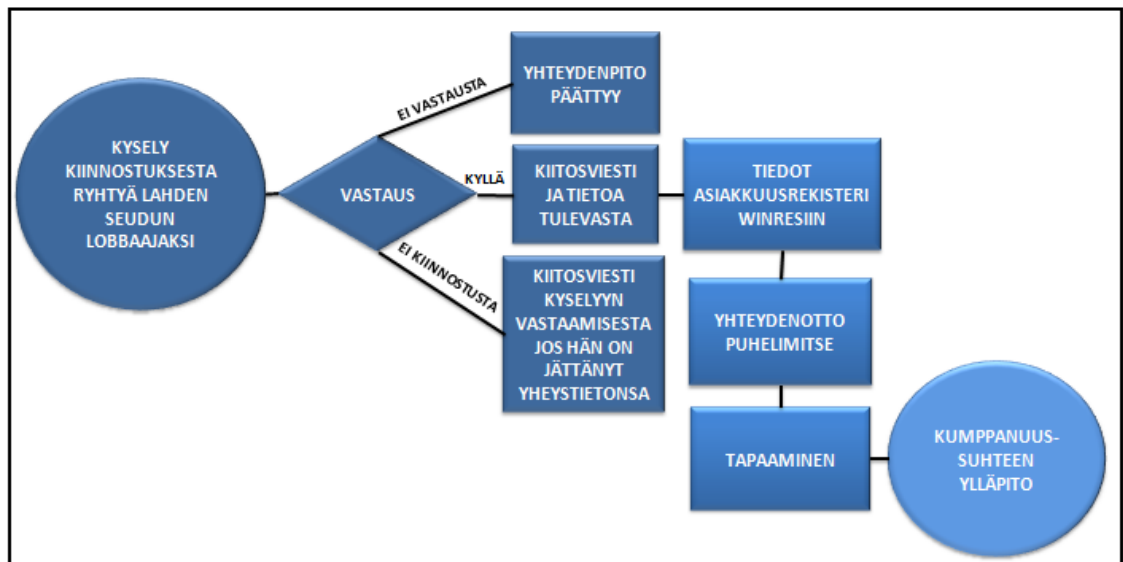 KYSELY
KIINNOSTUKSESTA
RYHTYÄ LAHDEN
SEUDUN
LOBBAAJAKSI
VASTAUS
EI VASTAUSTA
YHTEYDENPITO
PÄÄTTYY
KYLLÄ
KIITOSVIESTI
JA TIETOA
TULEVASTA
EI KIINNOSTUSTA
KIITOSVIESTI
KYSELYYN
VASTAAMISESTA
JOS HÄN ON
JÄTTÄNYT
YHEYSTIETONSA
TIEDOT
ASIAKKUUSREKISTERI
WINRESIIN
YHTEYDENOTTO
PUHELIMITSE
TAPAAMINEN
KUMPPANUUS-
SUHTEEN
YLLÄPITO